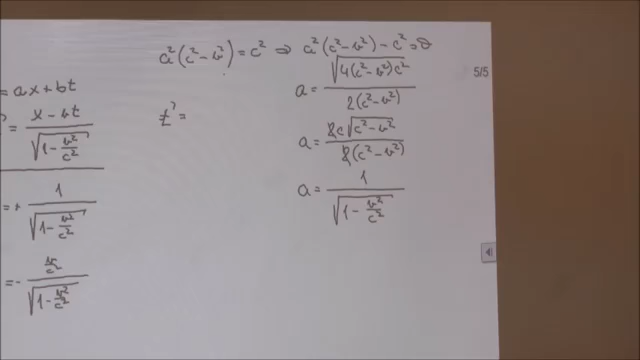 a²(c²-v²)=c² ⇒ a²(c²-v²)-c²=0
a = √(4(c²-v²)c²) / 2(c²-v²)
5/5
=ax+bt
= (x-vt) / √(1-v²/c²)
t' =
a = 2c√(c²-v²) / 2(c²-v²)
=+ 1 / √(1-v²/c²)
a = 1 / √(1-v²/c²)
=- (v/c²) / √(1-v²/c²)